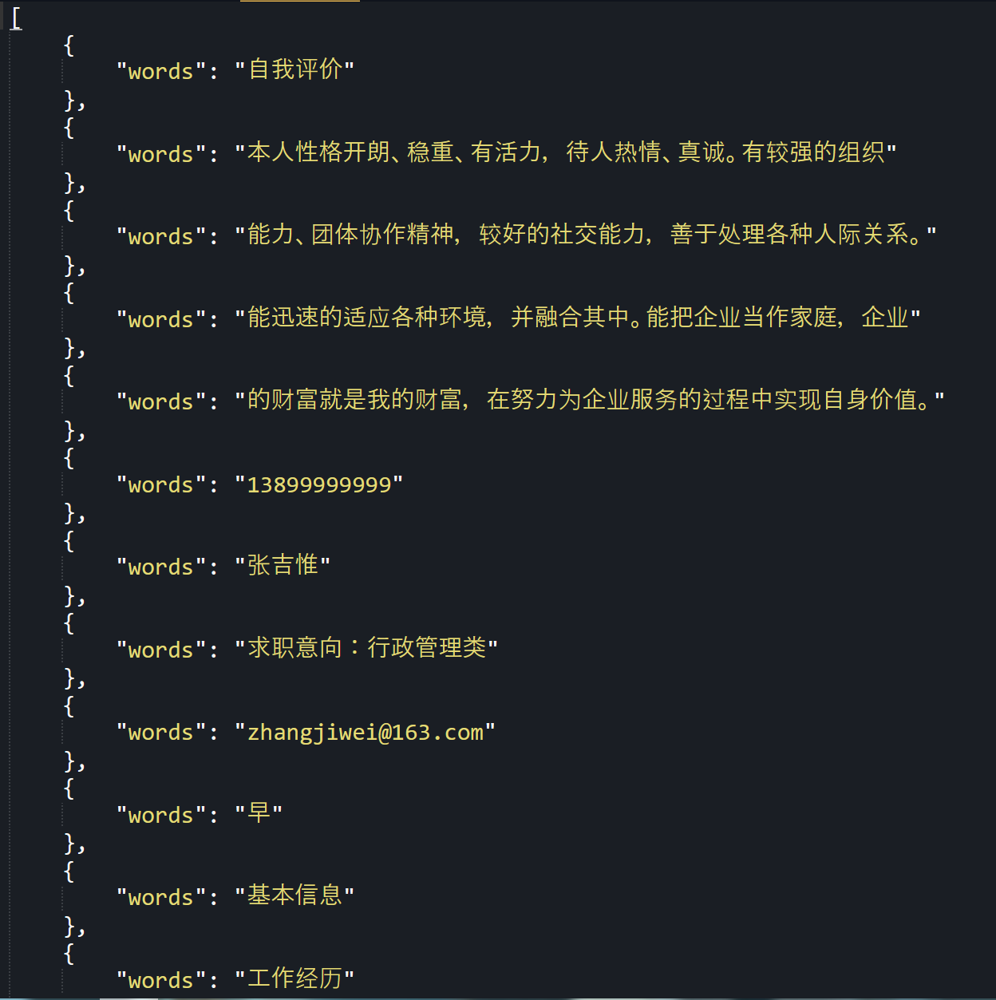 [
{
"words": "自我评价"
},
{
"words": "本人性格开朗、稳重、有活力，待人热情、真诚。有较强的组织"
},
{
"words": "能力、团体协作精神，较好的社交能力，善于处理各种人际关系。"
},
{
"words": "能迅速的适应各种环境，并融合其中。能把企业当作家庭，企业"
},
{
"words": "的财富就是我的财富，在努力为企业服务的过程中实现自身价值。"
},
{
"words": "13899999999"
},
{
"words": "张吉惟"
},
{
"words": "求职意向：行政管理类"
},
{
"words": "zhangjiwei@163.com"
},
{
"words": "早"
},
{
"words": "基本信息"
},
{
"words": "工作经历"